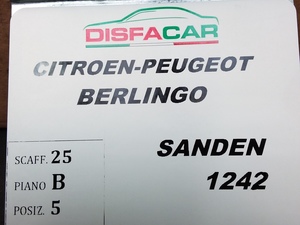 DISFACAR
CITROEN-PEUGEOT
BERLINGO
SCAFF. 25
PIANO B
POSIZ. 5
SANDEN
1242